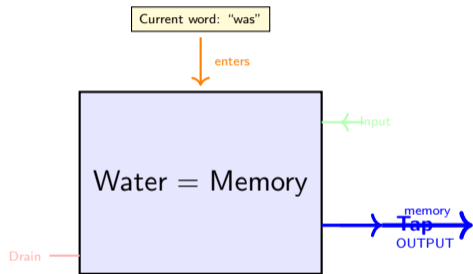 Current word: “was”
enters
Input
Water = Memory
memory
Tap
OUTPUT
Drain